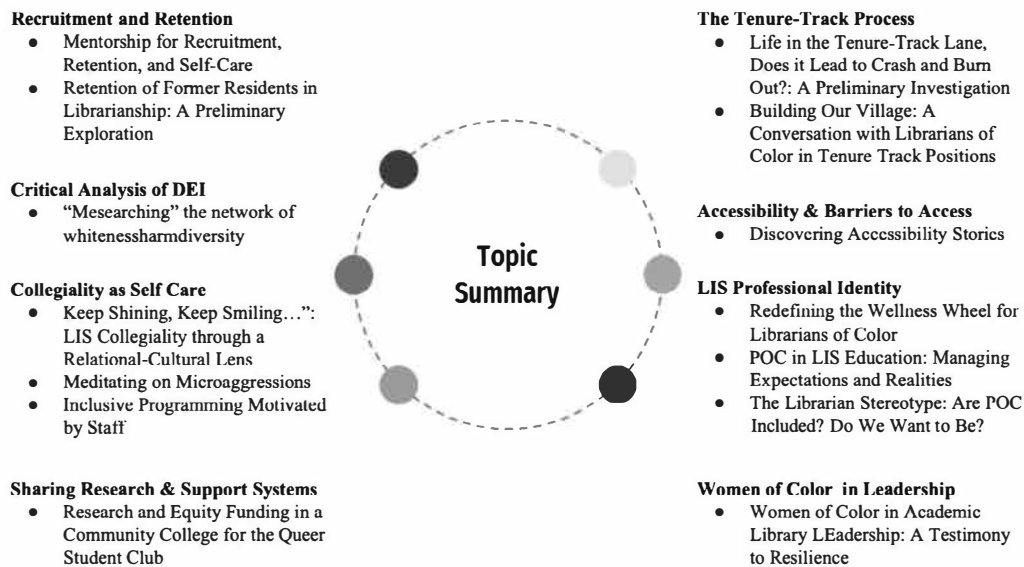 Recruitment and Retention
● Mentorship for Recruitment,
Retention, and Self-Care
● Retention of Former Residents in
Librarianship: A Preliminary
Exploration
Critical Analysis of DEI
● “Mesearching” the network of
whitenessharmdiversity
Collegiality as Self Care
● Keep Shining, Keep Smiling…”:
LIS Collegiality through a
Relational-Cultural Lens
● Meditating on Microaggressions
● Inclusive Programming Motivated
by Staff
Sharing Research & Support Systems
● Research and Equity Funding in a
Community College for the Queer
Student Club
Topic
Summary
The Tenure-Track Process
● Life in the Tenure-Track Lane,
Does it Lead to Crash and Burn
Out?: A Preliminary Investigation
● Building Our Village: A
Conversation with Librarians of
Color in Tenure Track Positions
Accessibility & Barriers to Access
● Discovering Accessibility Stories
LIS Professional Identity
● Redefining the Wellness Wheel for
Librarians of Color
● POC in LIS Education: Managing
Expectations and Realities
● The Librarian Stereotype: Are POC
Included? Do We Want to Be?
Women of Color in Leadership
● Women of Color in Academic
Library LEadership: A Testimony
to Resilience